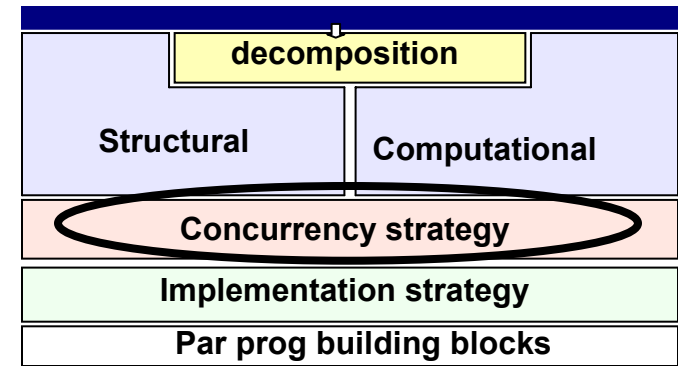 decomposition
Structural
Computational
Concurrency strategy
Implementation strategy
Par prog building blocks